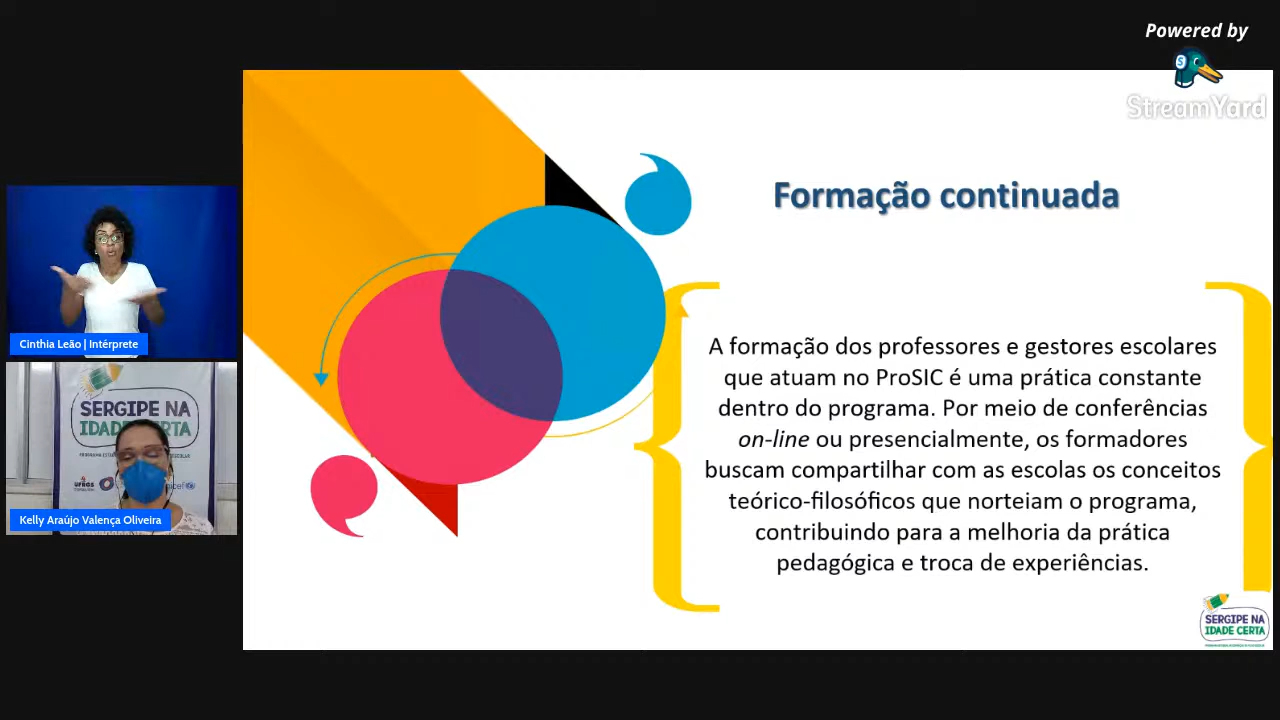 Powered by
StreamYard
Formação continuada
A formação dos professores e gestores escolares
que atuam no ProSIC é uma prática constante
dentro do programa. Por meio de conferências
on-line ou presencialmente, os formadores
buscam compartilhar com as escolas os conceitos
teórico-filosóficos que norteiam o programa,
contribuindo para a melhoria da prática
pedagógica e troca de experiências.
SERGIPE NA
IDADE CERTA
Cinthia Leão | Intérprete
SERGIPE NA
IDADE CERTA
UFRGS
unicef
Kelly Araújo Valença Oliveira